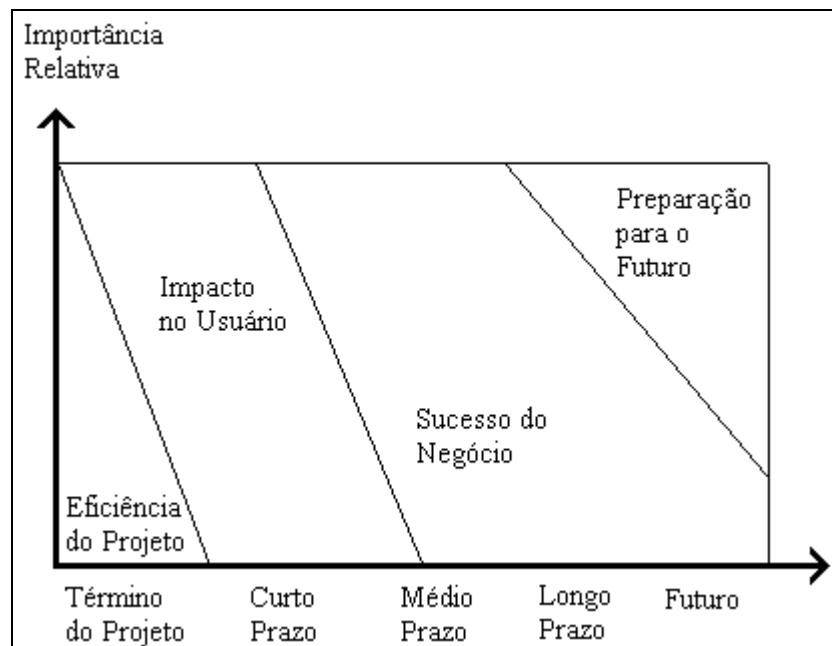 Importância
Relativa
Preparação
para o
Futuro
Impacto
no Usuário
Sucesso do
Negócio
Eficiência
do Projeto
Término
do Projeto
Curto
Prazo
Médio
Prazo
Longo
Prazo
Futuro